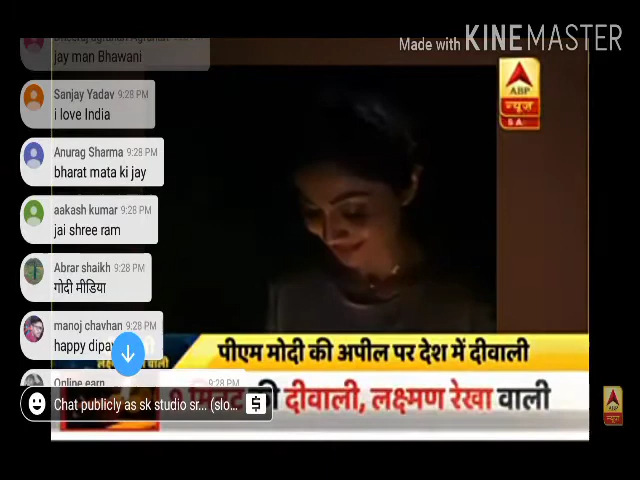 Made with KINEMASTER
jay man Bhawani
ABP
न्यूज़
Sanjay Yadav 9:28 PM
i love India
Anurag Sharma 9:28 PM
bharat mata ki jay
aakash kumar 9:28 PM
jai shree ram
Abrar shaikh 9:28 PM
गोदी मीडिया
manoj chavhan 9:28 PM
happy dipa
पीएम मोदी की अपील पर देश में दीवाली
Online earn 9:28 PM
की दीवाली, लक्ष्मण रेखा वाली
Chat publicly as sk studio sr... (slo...
ABP